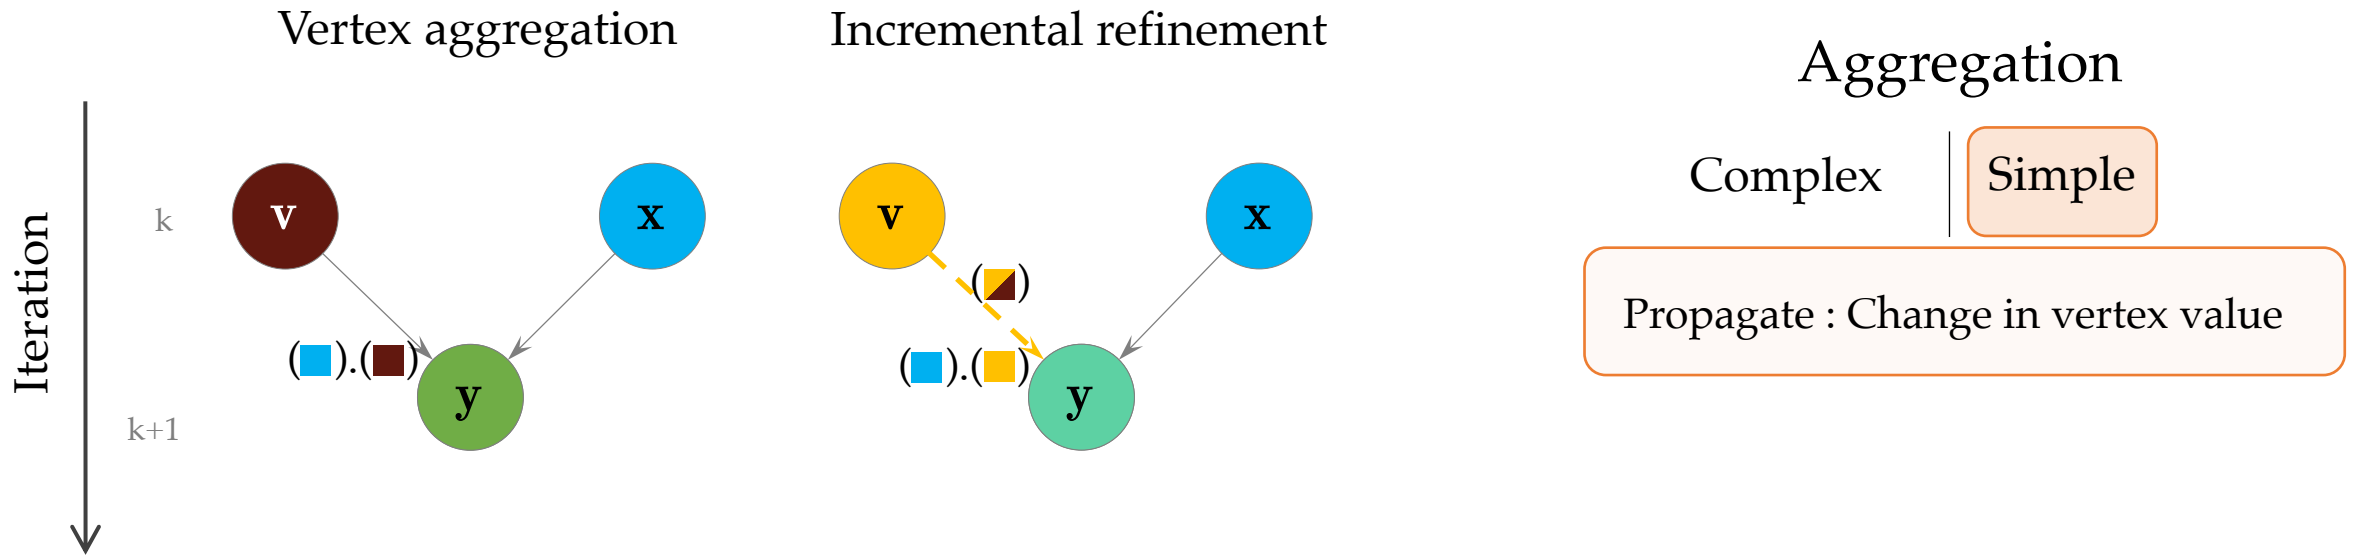 Vertex aggregation
Incremental refinement
Aggregation
Complex
Simple
Propagate : Change in vertex value
Iteration
k
k+1
v
x
( ).( )
y
v
x
( )
( ).( )
y